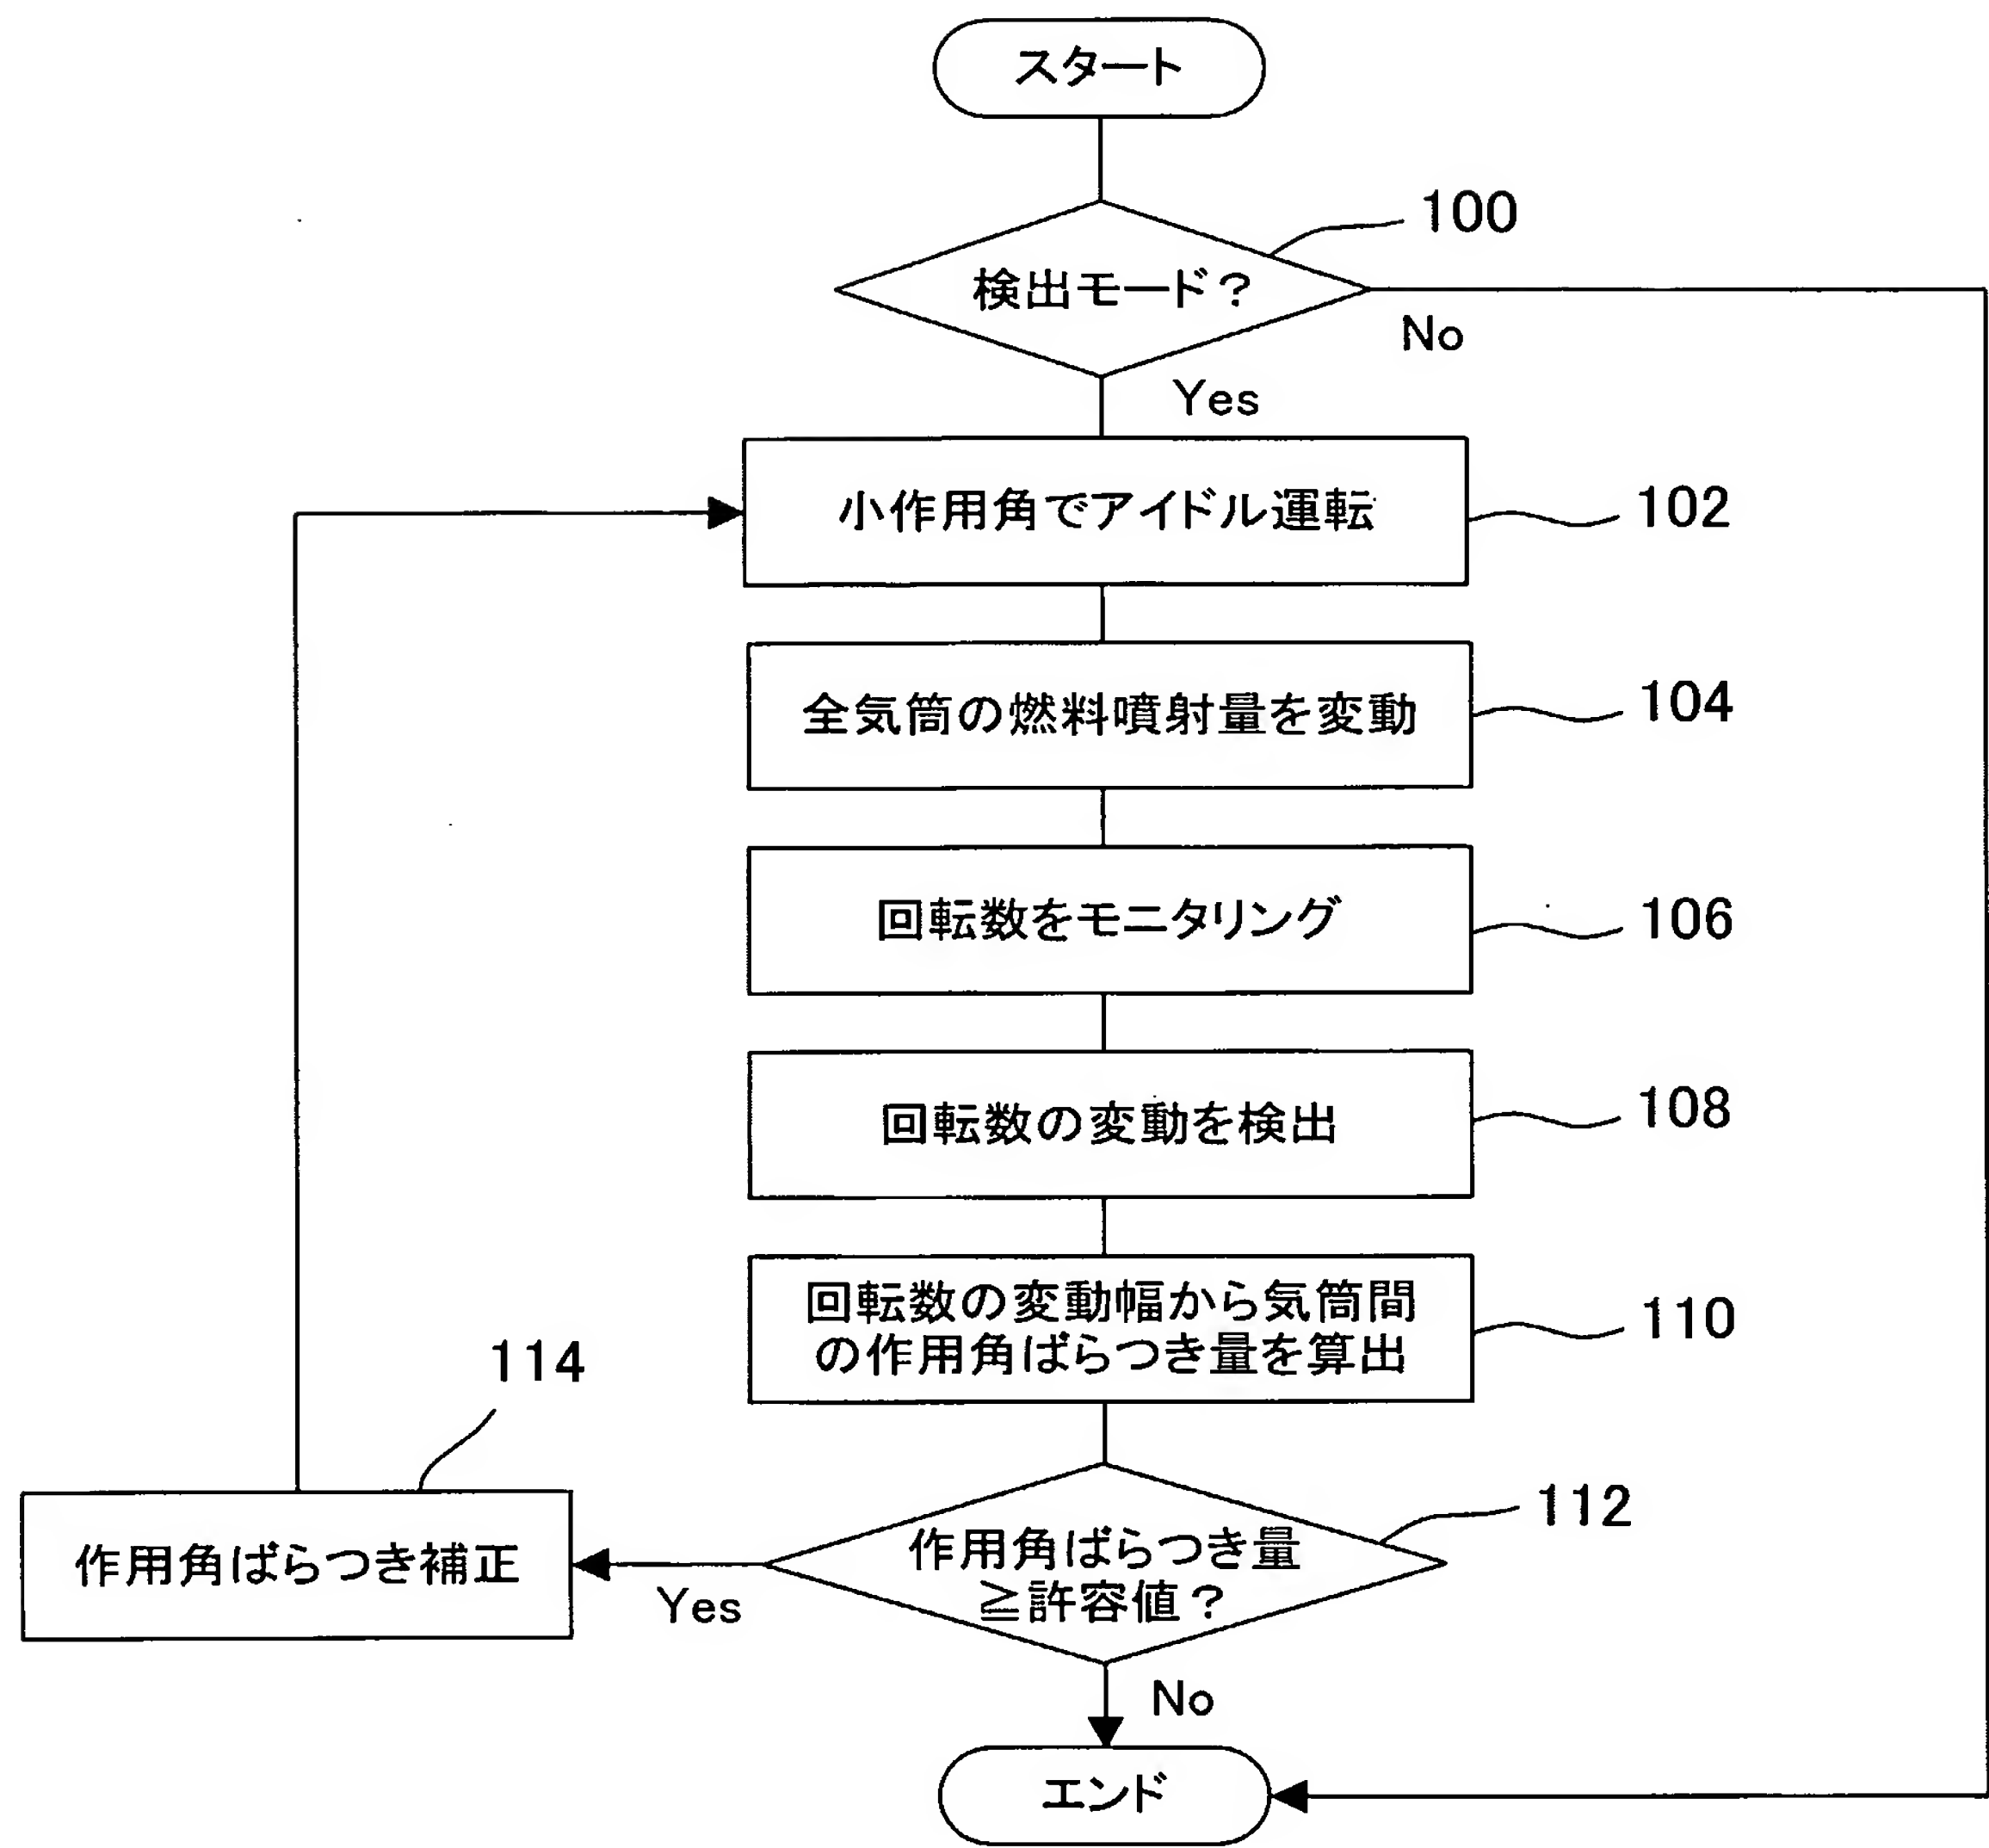 スタート
100
検出モード?
No
Yes
小作用角でアイドル運転
102
全気筒の燃料噴射量を変動
104
回転数をモニタリング
106
回転数の変動を検出
108
回転数の変動幅から気筒間
の作用角ばらつき量を算出
110
114
112
作用角ばらつき量
≧許容値?
作用角ばらつき補正
Yes
No
エンド